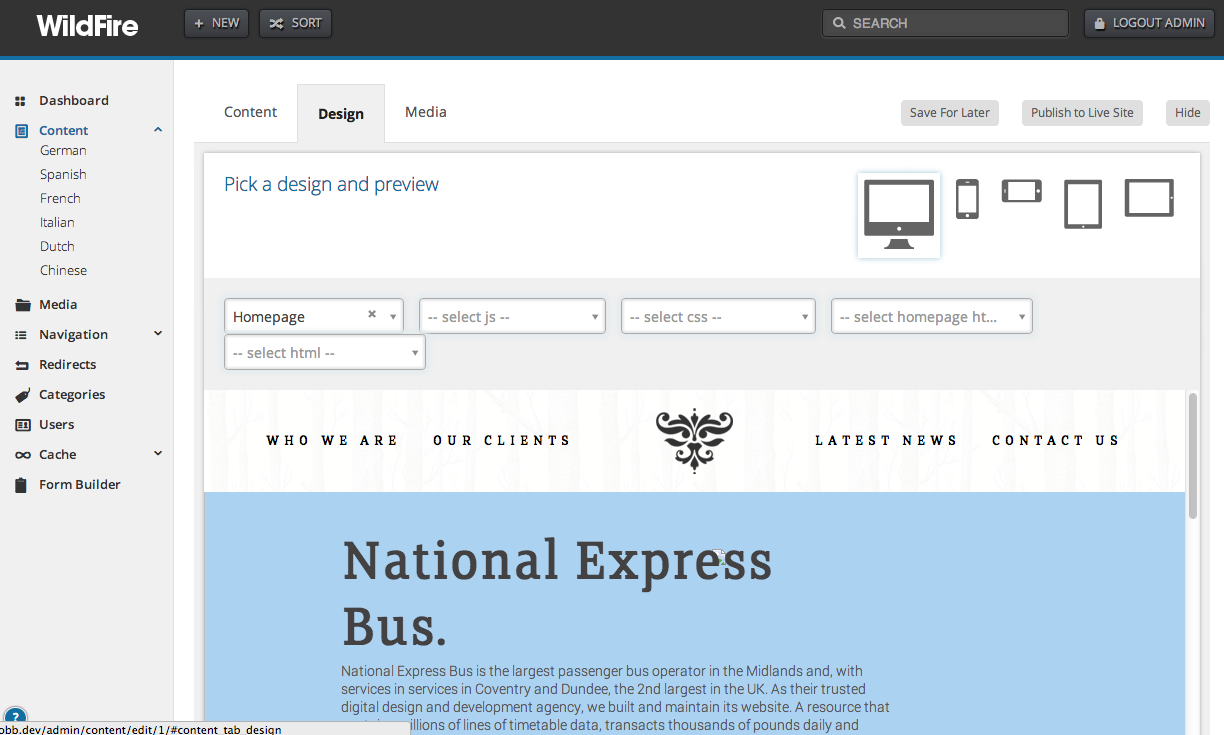 WildFire
+ NEW
SORT
SEARCH
LOGOUT ADMIN
Dashboard
Content
German
Spanish
French
Italian
Dutch
Chinese
Media
Navigation
Redirects
Categories
Users
Cache
Form Builder
?
Content
Design
Media
Save For Later
Publish to Live Site
Hide
Pick a design and preview
Homepage
-- select js --
-- select css --
-- select homepage ht...
-- select html --
WHO WE ARE
OUR CLIENTS
LATEST NEWS
CONTACT US
National Express
Bus.
National Express Bus is the largest passenger bus operator in the Midlands and, with
services in services in Coventry and Dundee, the 2nd largest in the UK. As their trusted
digital design and development agency, we built and maintain its website. A resource that
of lines of timetable data, transacts thousands of pounds daily and
obb.dev/admin/content/edit/1/#content_tab_design